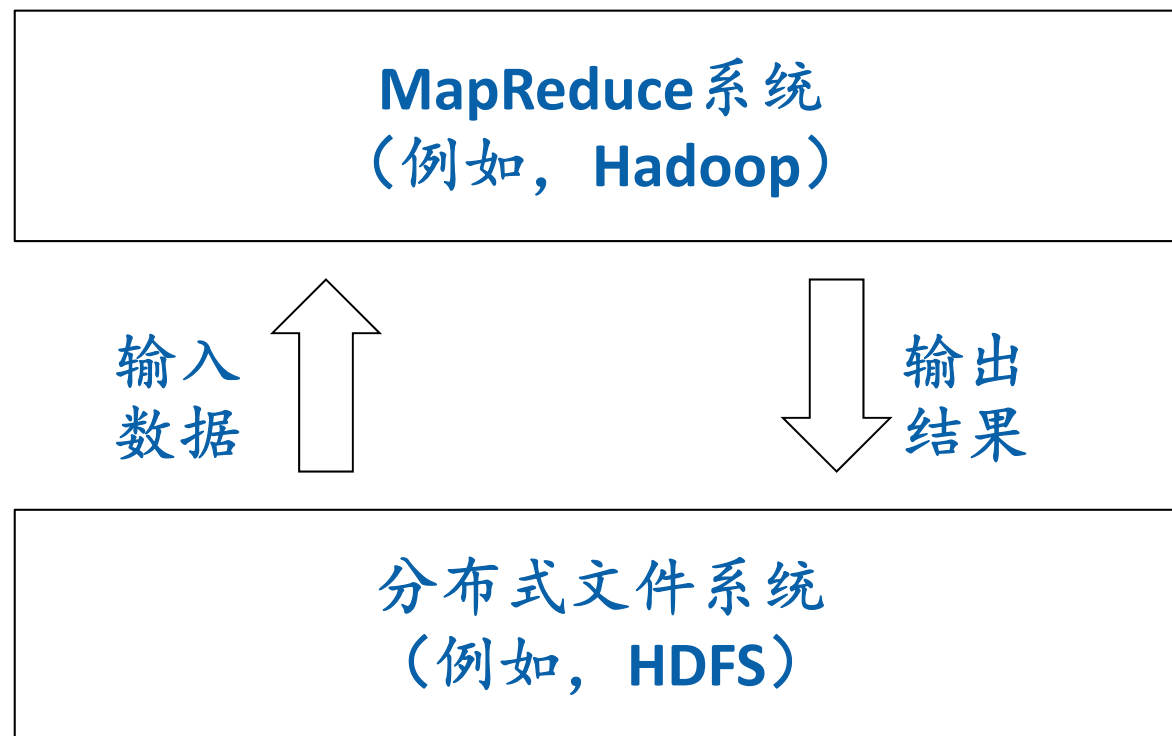 MapReduce系统
（例如，Hadoop）
输入
数据
输出
结果
分布式文件系统
（例如，HDFS）